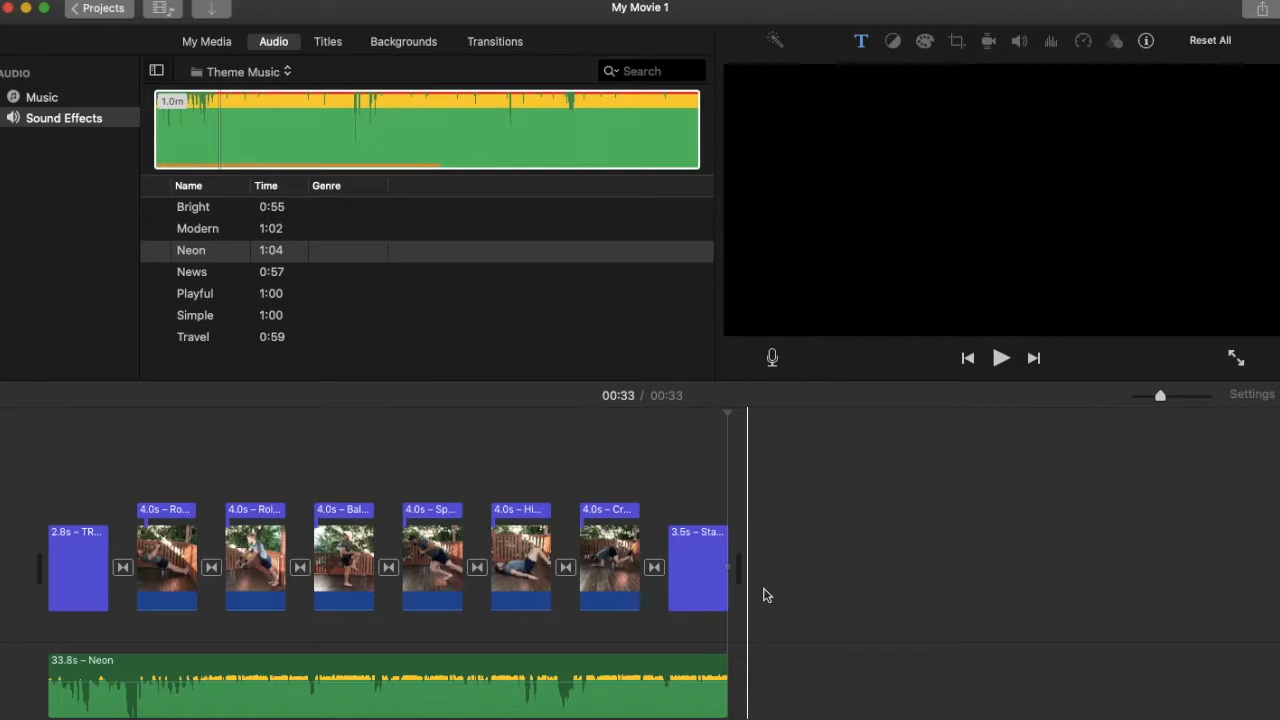 Projects
My Movie 1
My Media Audio Titles Backgrounds Transitions
Reset All
AUDIO
Music
Sound Effects
Theme Music
Search
1.0m
Name Time Genre
Bright 0:55
Modern 1:02
Neon 1:04
News 0:57
Playful 1:00
Simple 1:00
Travel 0:59
00:33 / 00:33
Settings
4.0s – Ro... 4.0s – Rol... 4.0s – Bal... 4.0s – Sp... 4.0s – Hi... 4.0s – Cr...
2.8s – TR... 3.5s – Sta...
33.8s – Neon